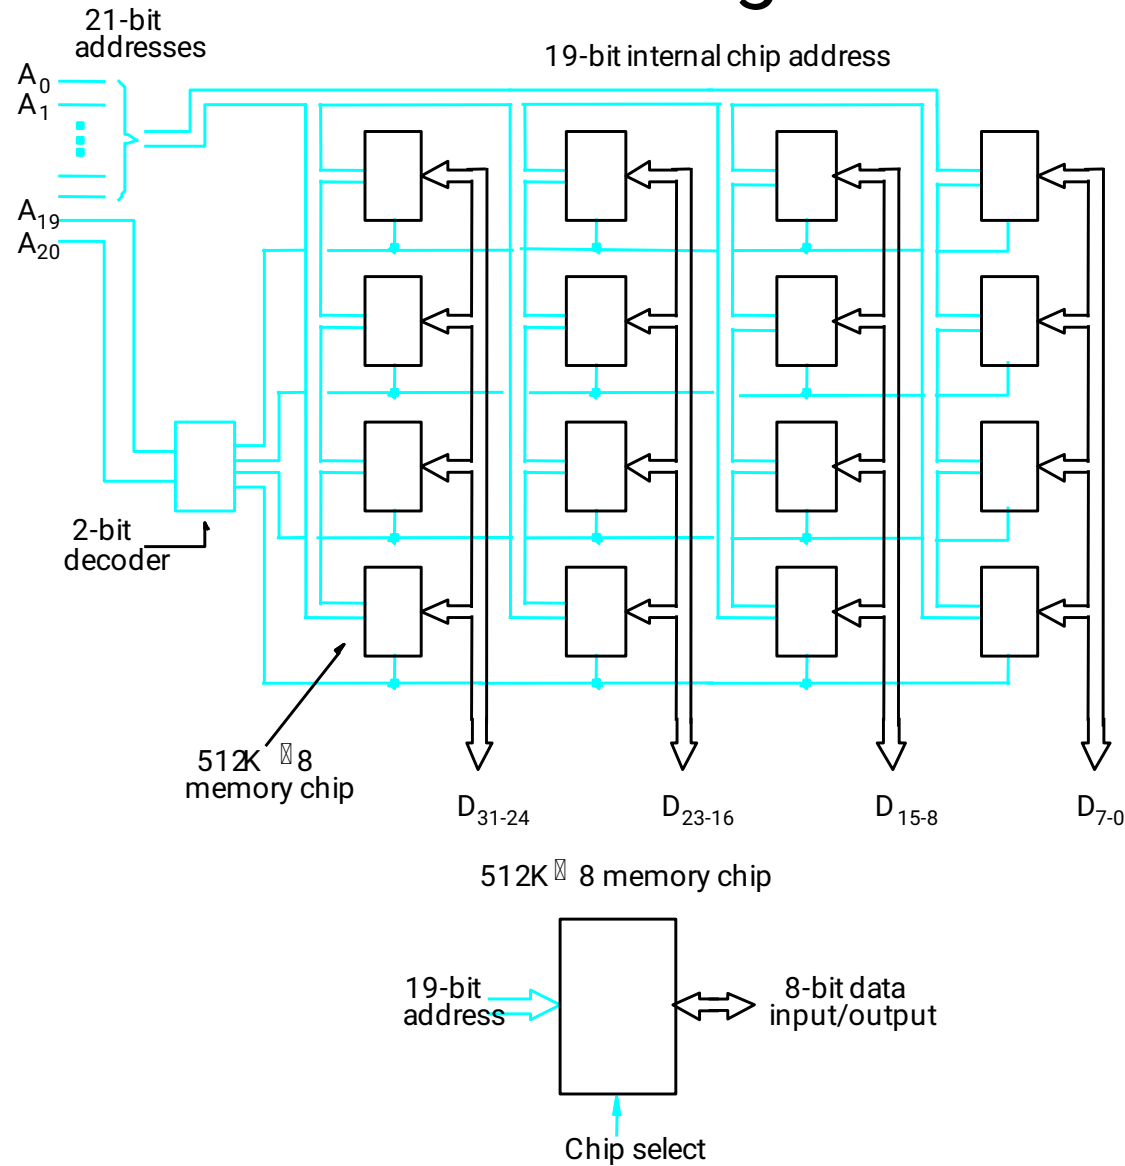 21-bit
addresses
19-bit internal chip address
A0
A1
A19
A20
2-bit
decoder
512K 8
memory chip
D31-24
D23-16
D15-8
D7-0
512K 8 memory chip
19-bit
address
8-bit data
input/output
Chip select